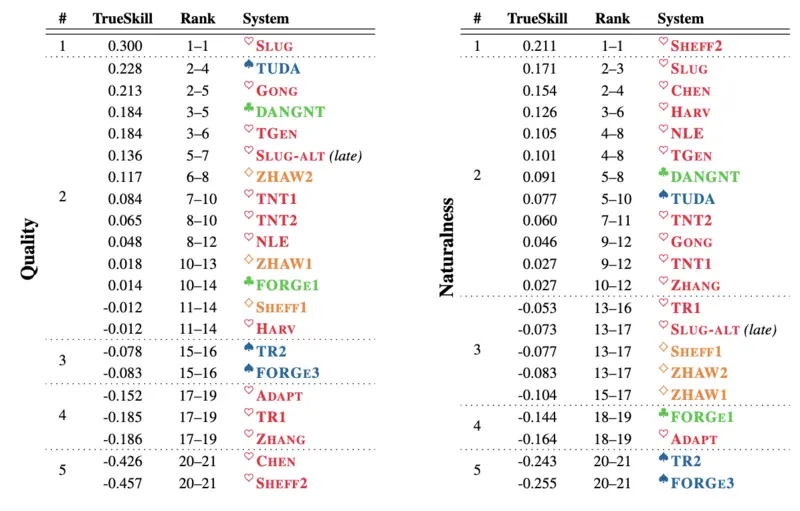 # TrueSkill Rank System
1 0.300 1–1 ♡SLUG
0.228 2–4 ♠TUDA
0.213 2–5 ♡GONG
0.184 3–5 ♣DANGNT
0.184 3–6 ♡TGEN
0.136 5–7 ♡SLUG-ALT (late)
0.117 6–8 ♢ZHAW2
2 0.084 7–10 ♡TNT1
0.065 8–10 ♡TNT2
0.048 8–12 ♡NLE
0.018 10–13 ♢ZHAW1
0.014 10–14 ♣FORGE1
-0.012 11–14 ♢SHEFF1
-0.012 11–14 ♡HARV
3 -0.078 15–16 ♠TR2
-0.083 15–16 ♠FORGE3
-0.152 17–19 ♡ADAPT
4 -0.185 17–19 ♡TR1
-0.186 17–19 ♡ZHANG
5 -0.426 20–21 ♡CHEN
-0.457 20–21 ♡SHEFF2
Quality
# TrueSkill Rank System
1 0.211 1–1 ♡SHEFF2
0.171 2–3 ♡SLUG
0.154 2–4 ♡CHEN
0.126 3–6 ♡HARV
0.105 4–8 ♡NLE
0.101 4–8 ♡TGEN
2 0.091 5–8 ♣DANGNT
0.077 5–10 ♠TUDA
0.060 7–11 ♡TNT2
0.046 9–12 ♡GONG
0.027 9–12 ♡TNT1
0.027 10–12 ♡ZHANG
-0.053 13–16 ♡TR1
-0.073 13–17 ♡SLUG-ALT (late)
3 -0.077 13–17 ♢SHEFF1
-0.083 13–17 ♢ZHAW2
-0.104 15–17 ♢ZHAW1
4 -0.144 18–19 ♣FORGE1
-0.164 18–19 ♡ADAPT
5 -0.243 20–21 ♠TR2
-0.255 20–21 ♠FORGE3
Naturalness